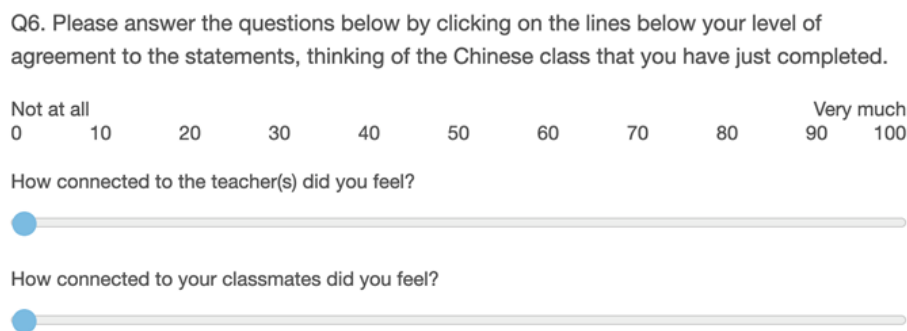 Q6. Please answer the questions below by clicking on the lines below your level of
agreement to the statements, thinking of the Chinese class that you have just completed.
Not at all Very much
0 10 20 30 40 50 60 70 80 90 100
How connected to the teacher(s) did you feel?
How connected to your classmates did you feel?